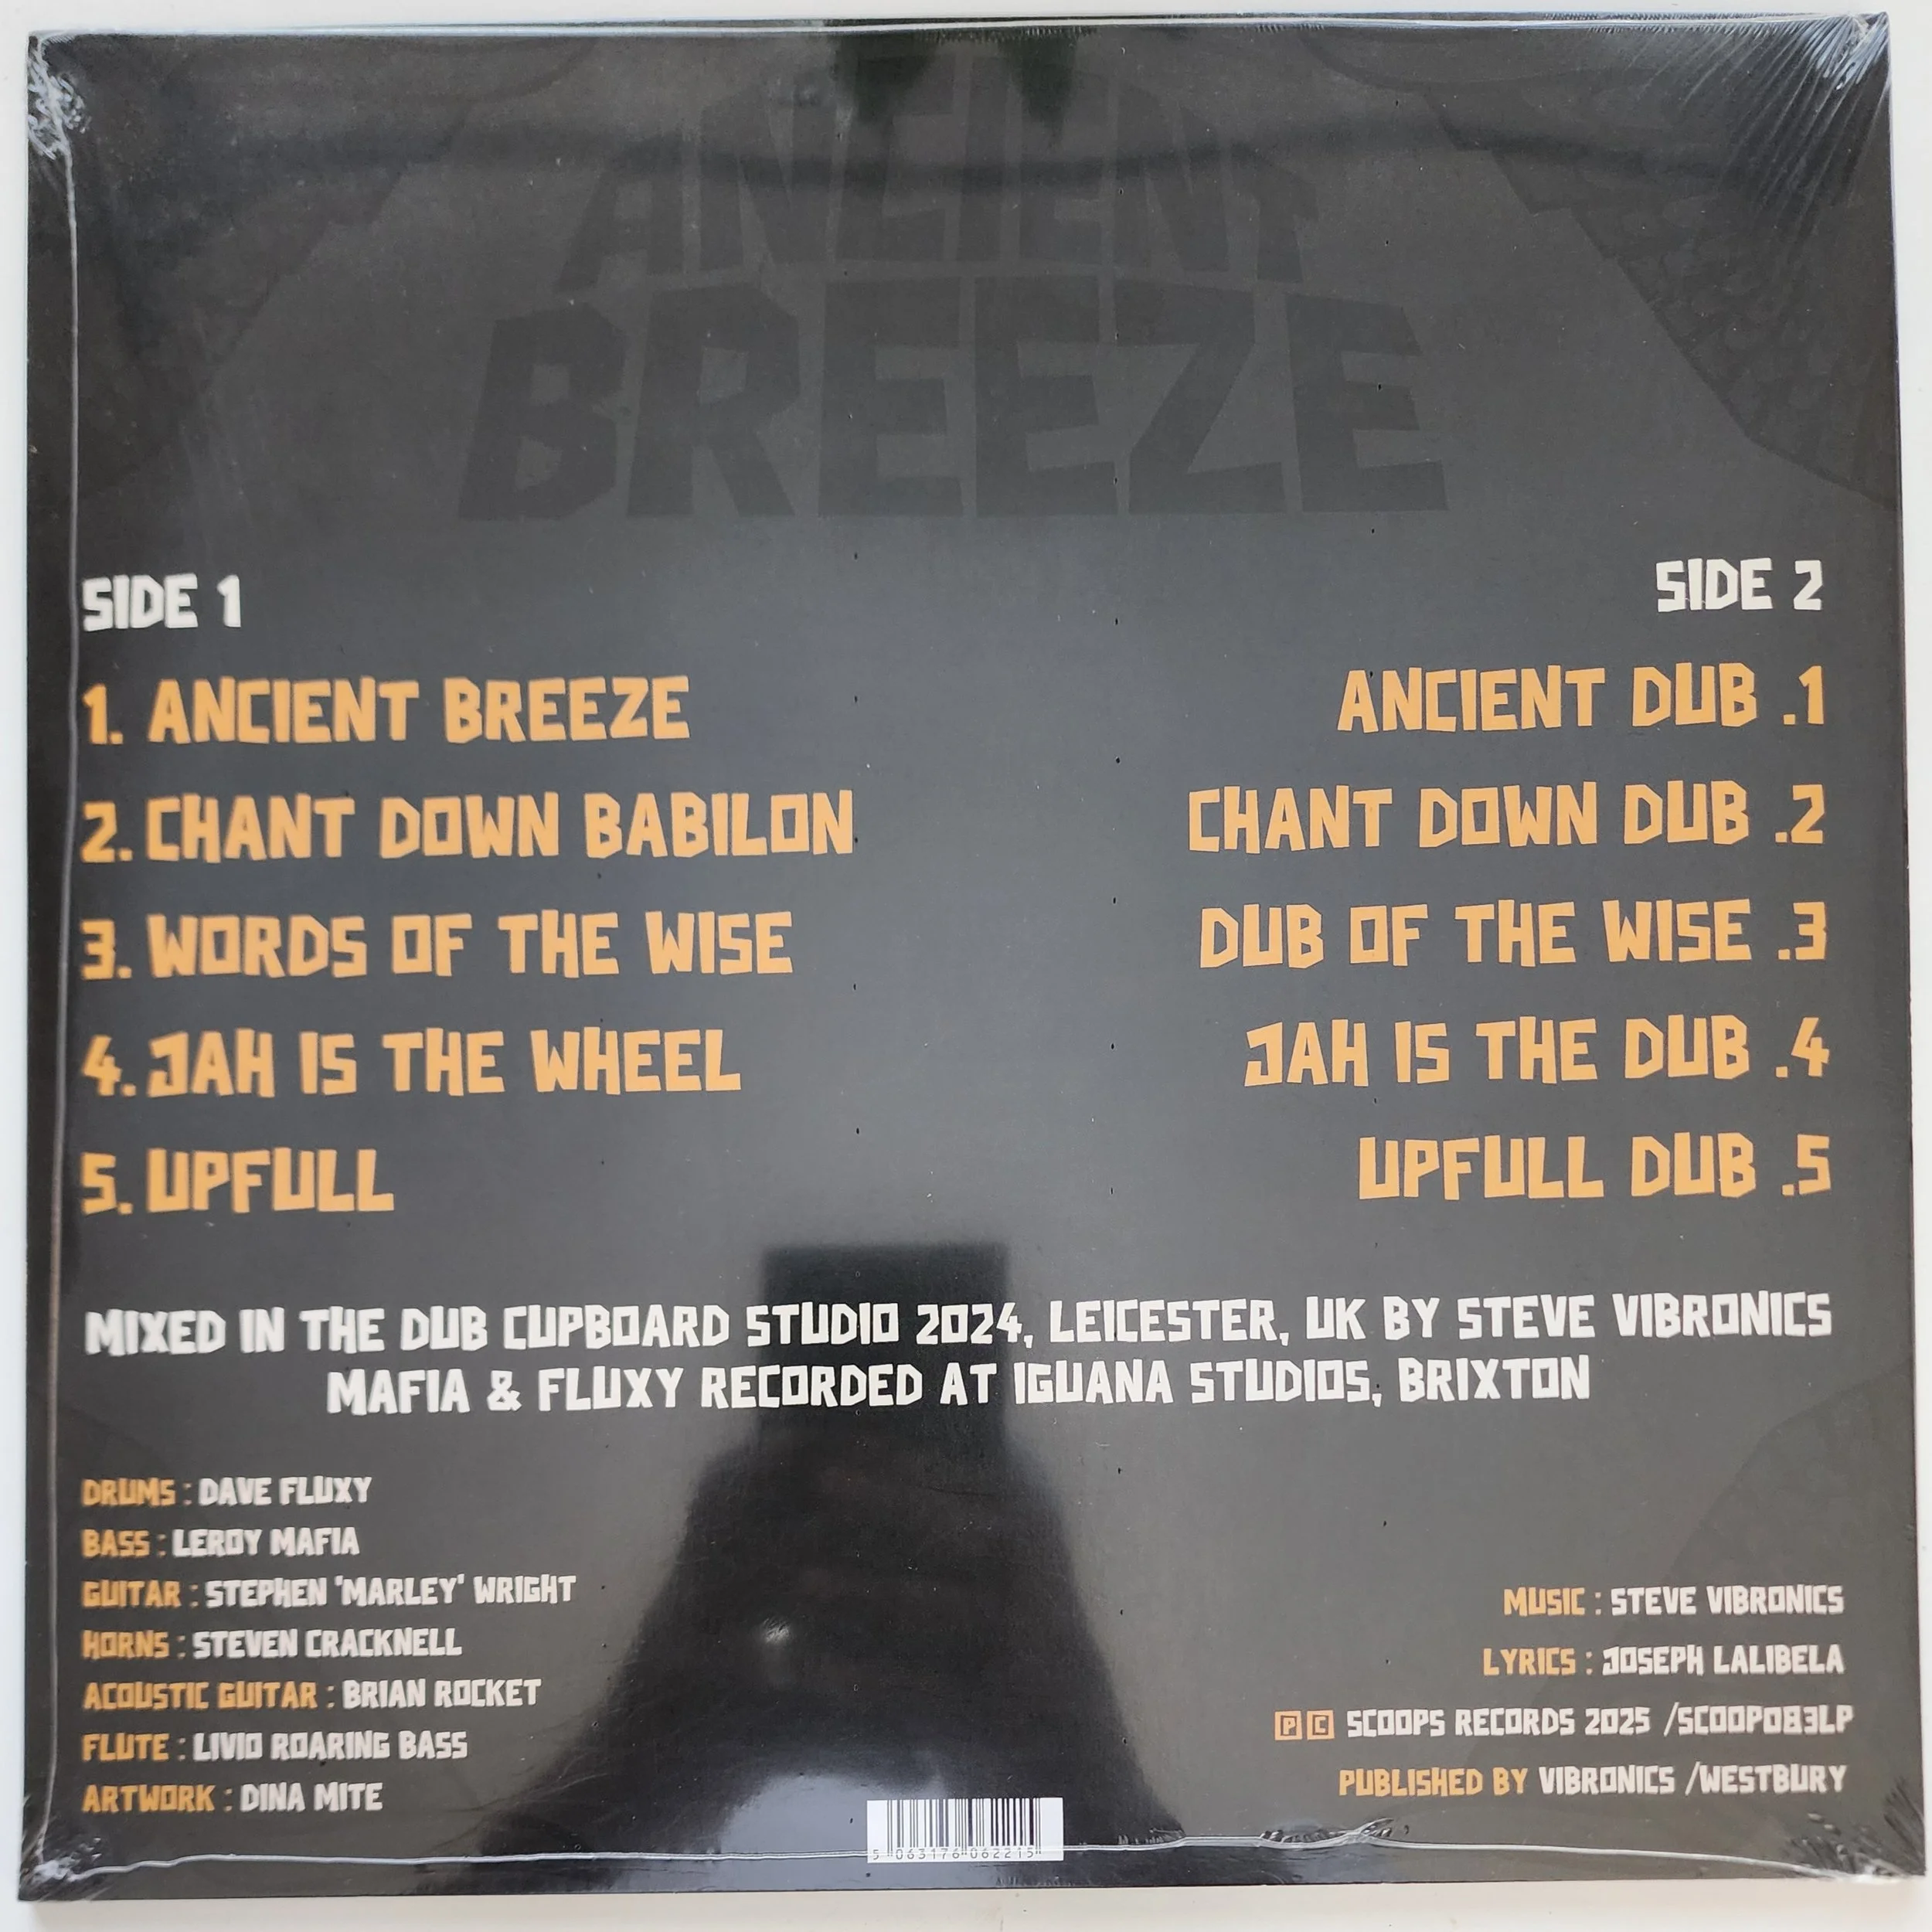 ANCIENT
BREEZE
SIDE 1
1. ANCIENT BREEZE
2. CHANT DOWN BABILON
3. WORDS OF THE WISE
4. JAH IS THE WHEEL
5. UPFULL
SIDE 2
ANCIENT DUB .1
CHANT DOWN DUB .2
DUB OF THE WISE .3
JAH IS THE DUB .4
UPFULL DUB .5
MIXED IN THE DUB CUPBOARD STUDIO 2024, LEICESTER, UK BY STEVE VIBRONICS
MAFIA & FLUXY RECORDED AT IGUANA STUDIOS, BRIXTON
DRUMS : DAVE FLUXY
BASS : LEROY MAFIA
GUITAR : STEPHEN 'MARLEY' WRIGHT
HORNS : STEVEN CRACKNELL
ACOUSTIC GUITAR : BRIAN ROCKET
FLUTE : LIVIO ROARING BASS
ARTWORK : DINA MITE
MUSIC : STEVE VIBRONICS
LYRICS : JOSEPH LALIBELA
P C SCOOPS RECORDS 2025 /SCOOP083LP
PUBLISHED BY VIBRONICS /WESTBURY
5 063176 062215